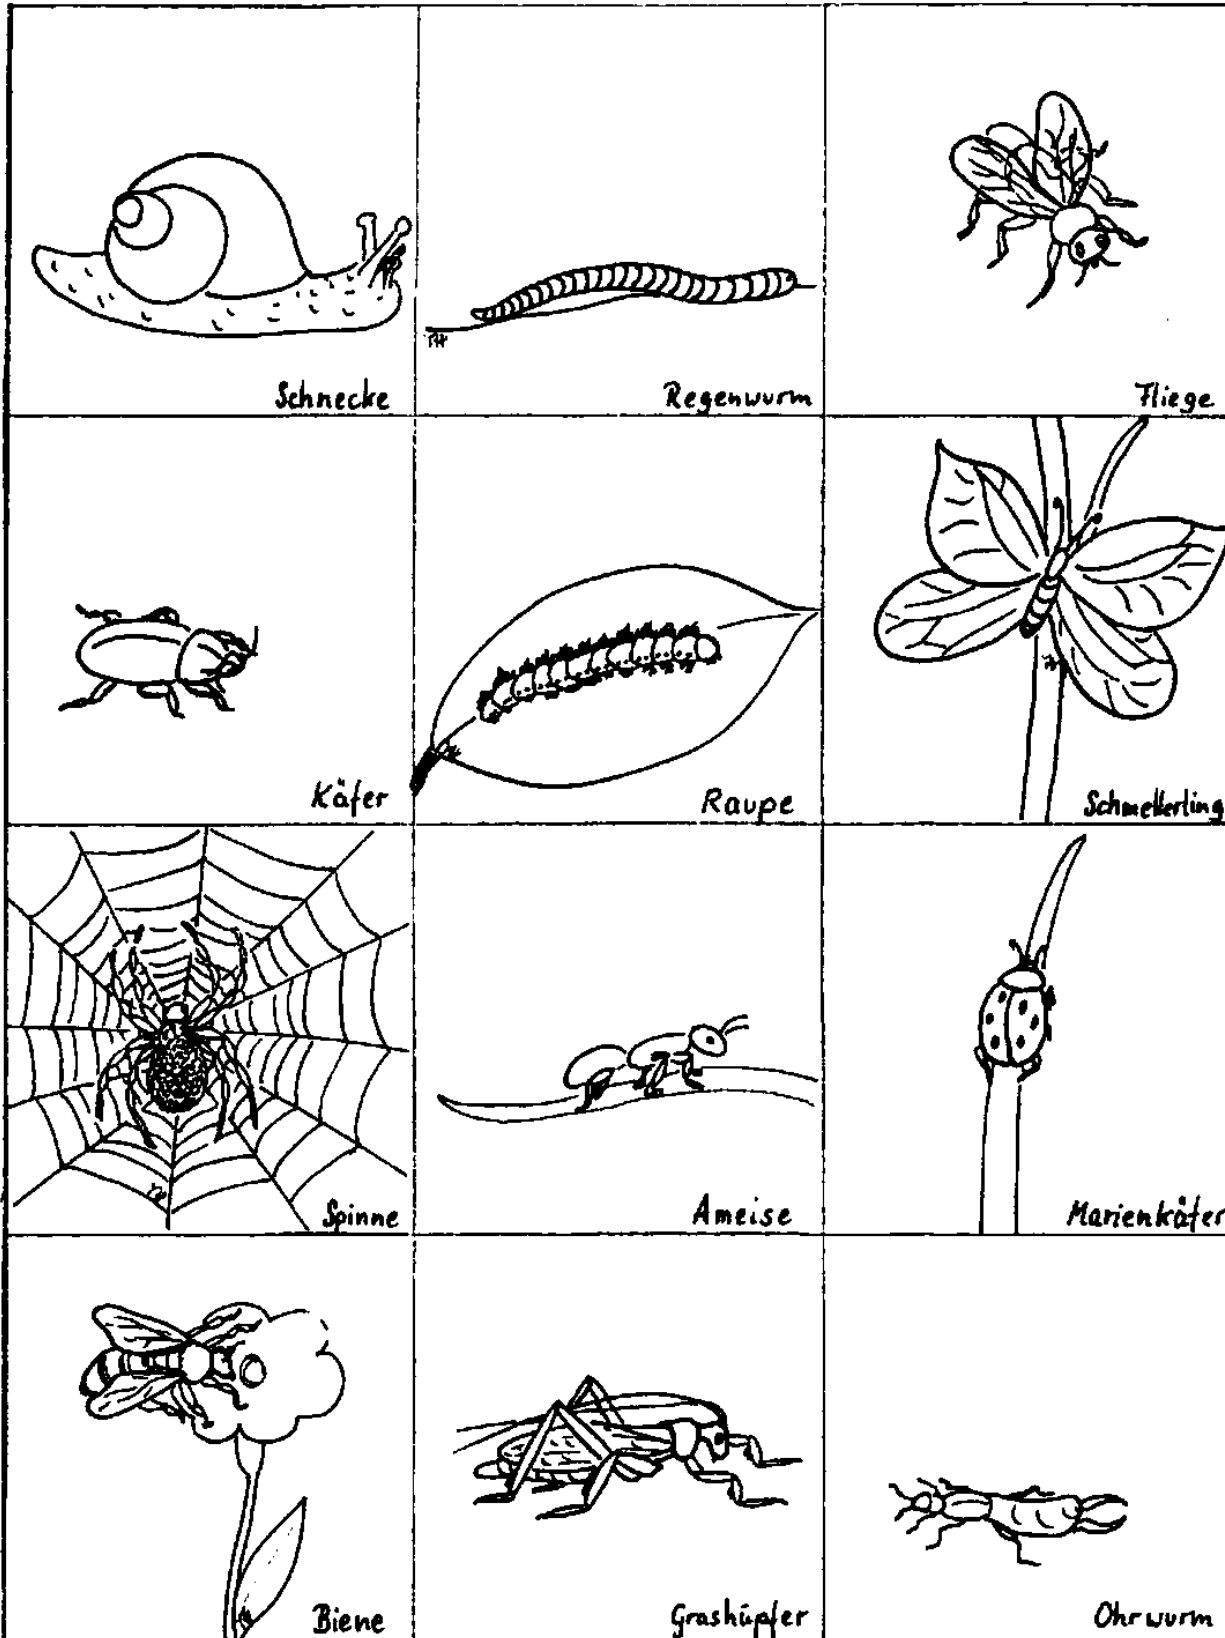 Schnecke
Regenwurm
Fliege
Käfer
Raupe
Schmetterling
Spinne
Ameise
Marienkäfer
Biene
Grashüpfer
Ohrwurm